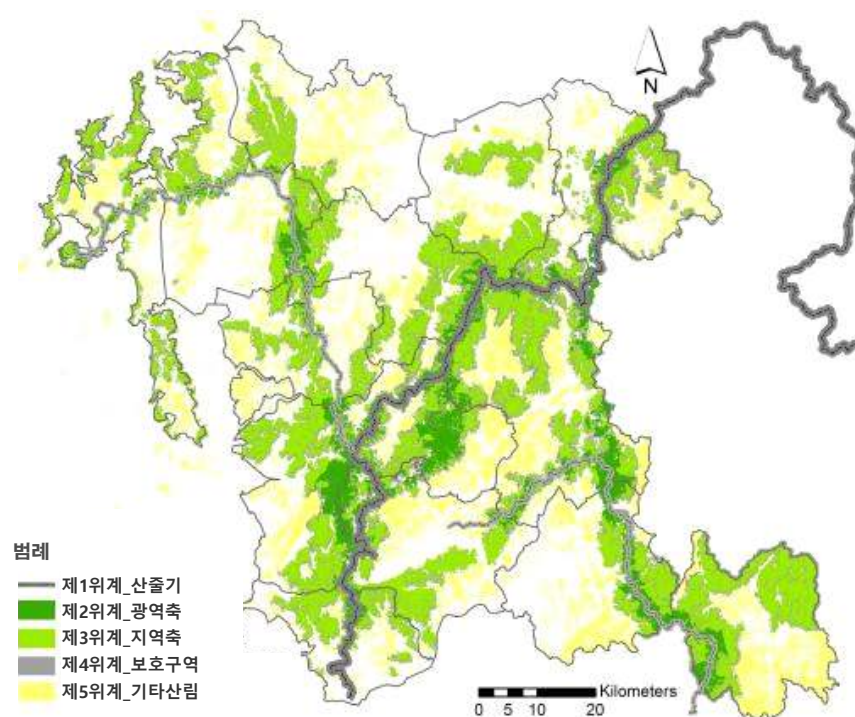 N
범례
제1위계_산줄기
제2위계_광역축
제3위계_지역축
제4위계_보호구역
제5위계_기타산림
Kilometers
0 5 10 20